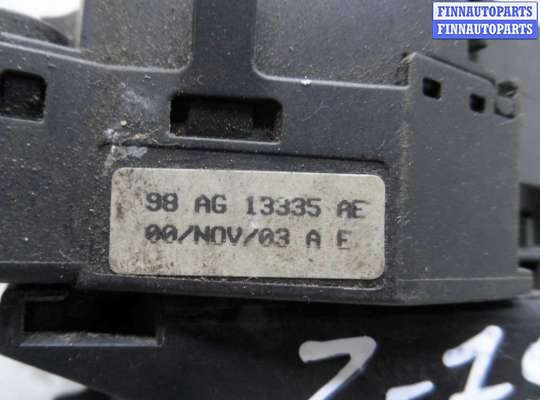 FINNAUTOPARTS
FINNAUTOPARTS
98 AG 13335 AE
00/NOV/03 A E